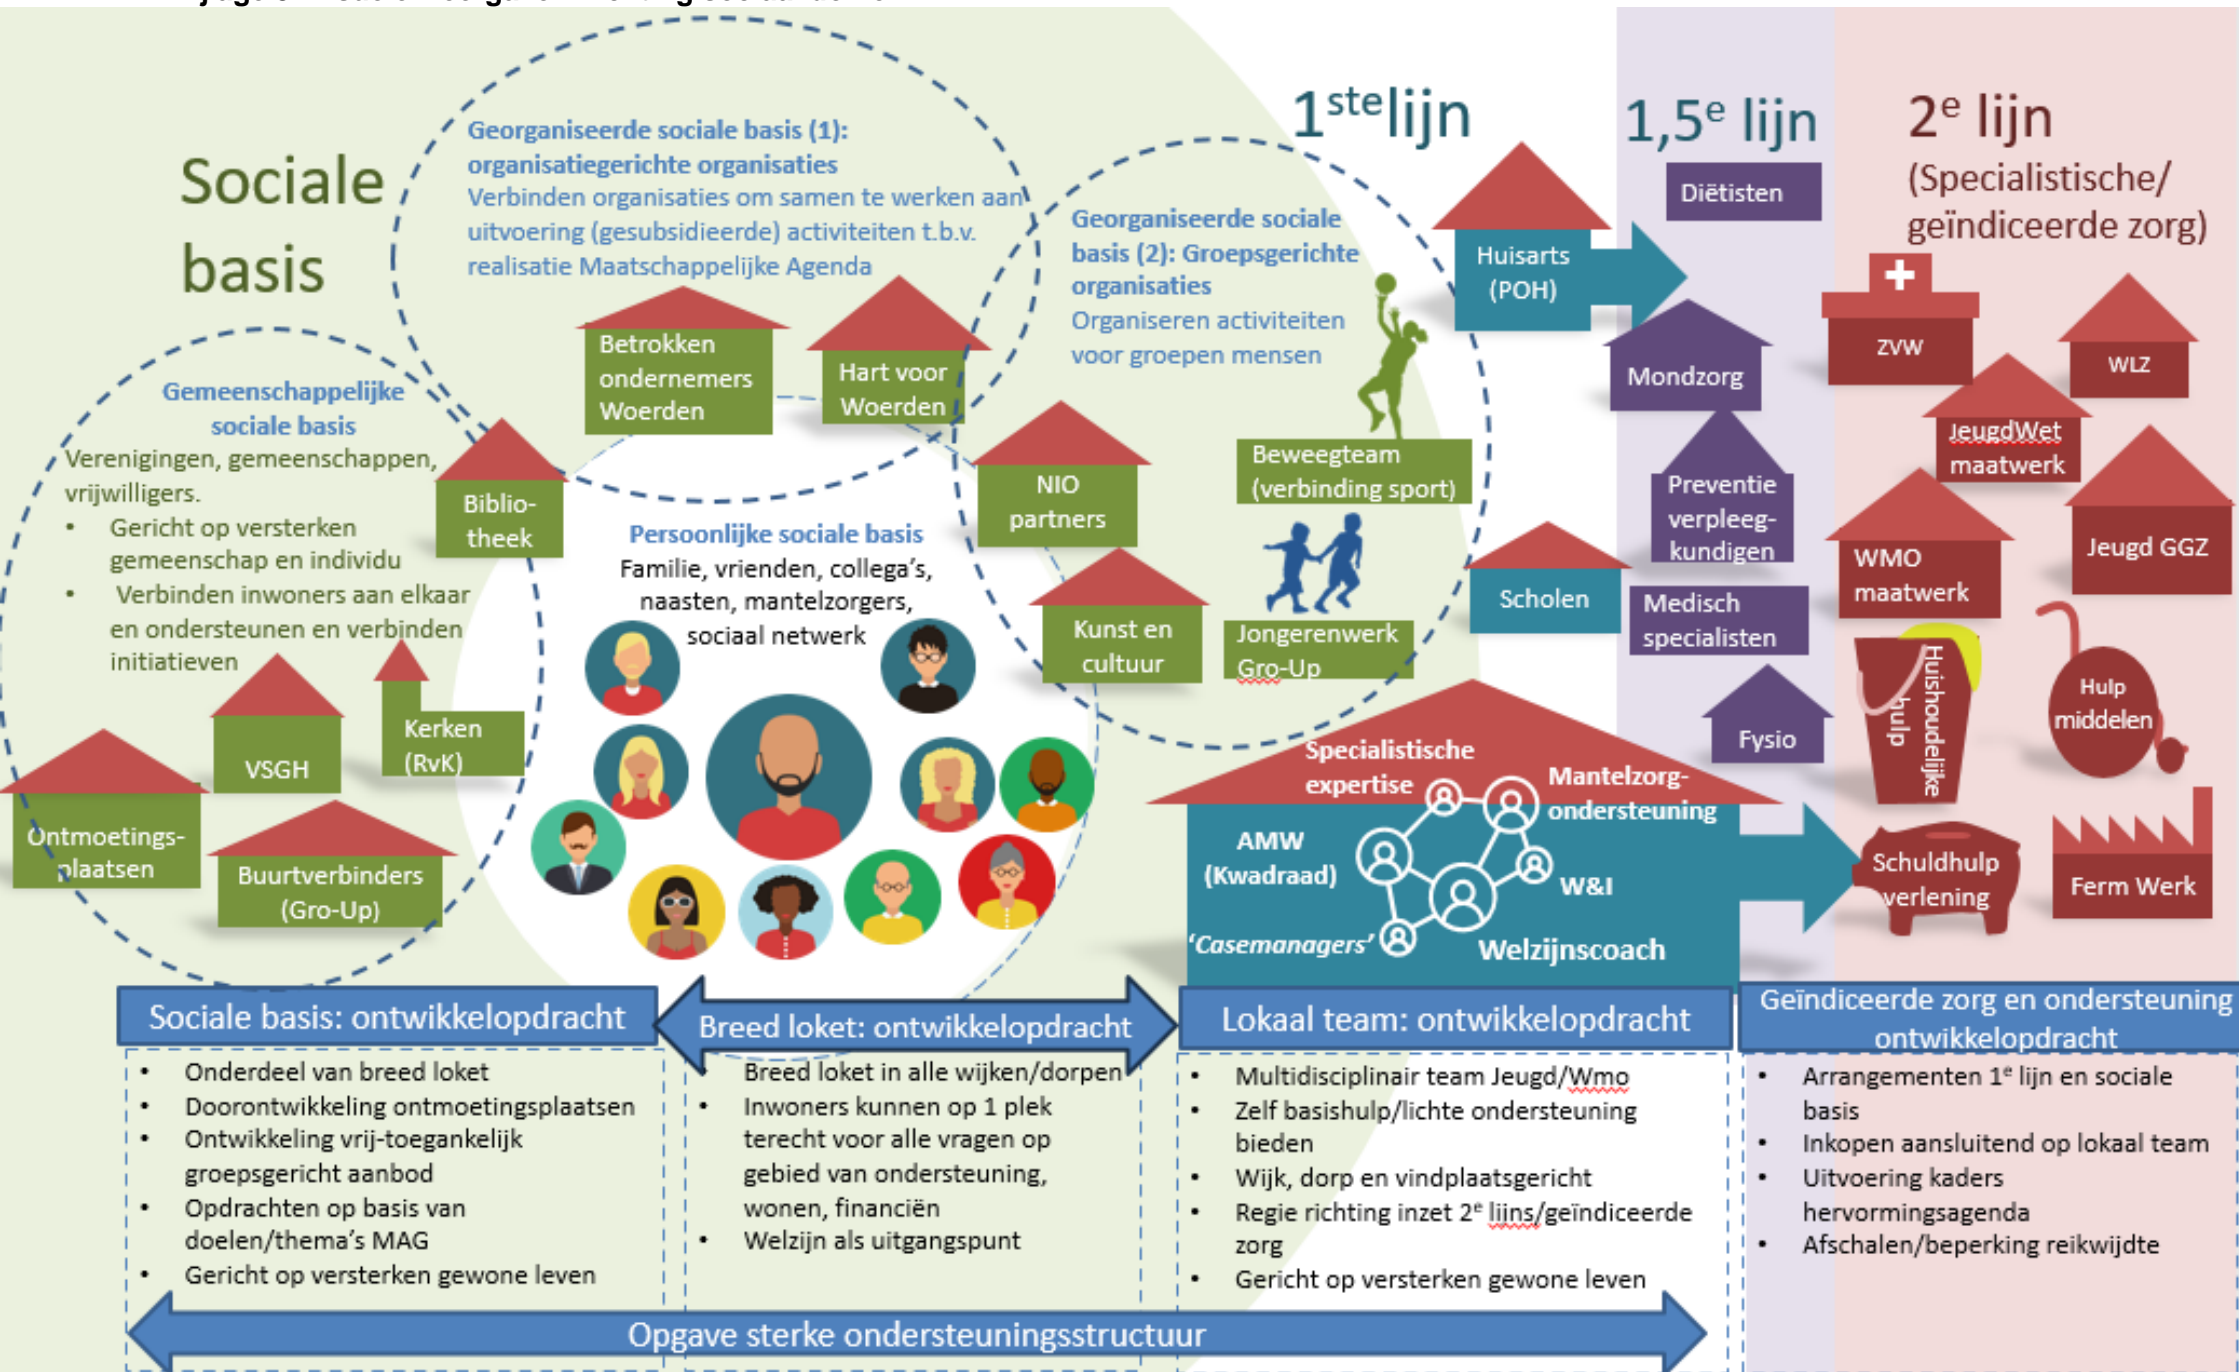 Sociale
basis
Georganiseerde sociale basis (1):
organisatiegerichte organisaties
Verbinden organisaties om samen te werken aan
uitvoering (gesubsidieerde) activiteiten t.b.v.
realisatie Maatschappelijke Agenda
Betrokken
ondernemers
Woerden
Hart voor
Woerden
Georganiseerde sociale
basis (2): Groepsgerichte
organisaties
Organiseren activiteiten
voor groepen mensen
NIO
partners
Kunst en
cultuur
Beweegteam
(verbinding sport)
Jongerenwerk
Gro-Up
Gemeenschappelijke
sociale basis
Verenigingen, gemeenschappen,
vrijwilligers.
• Gericht op versterken
gemeenschap en individu
• Verbinden inwoners aan elkaar
en ondersteunen en verbinden
initiatieven
Biblio-
theek
VSGH
Kerken
(RvK)
Ontmoetings-
plaatsen
Buurtverbinders
(Gro-Up)
Persoonlijke sociale basis
Familie, vrienden, collega's,
naasten, mantelzorgers,
sociaal netwerk
1stelijn
Huisarts
(POH)
Scholen
Specialistische
expertise
Mantelzorg-
ondersteuning
AMW
(Kwadraad)
W&I
'Casemanagers'
Welzijnscoach
1,5e lijn
Diëtisten
Mondzorg
Preventie
verpleeg-
kundigen
Medisch
specialisten
Fysio
2e lijn
(Specialistische/
geïndiceerde zorg)
ZVW
WLZ
JeugdWet
maatwerk
Jeugd GGZ
WMO
maatwerk
Huishoudelijke
hulp
Hulp
middelen
Schuldhulp
verlening
Ferm Werk
Sociale basis: ontwikkelopdracht
• Onderdeel van breed loket
• Doorontwikkeling ontmoetingsplaatsen
• Ontwikkeling vrij-toegankelijk
groepsgericht aanbod
• Opdrachten op basis van
doelen/thema's MAG
• Gericht op versterken gewone leven
Breed loket: ontwikkelopdracht
• Breed loket in alle wijken/dorpen
• Inwoners kunnen op 1 plek
terecht voor alle vragen op
gebied van ondersteuning,
wonen, financiën
• Welzijn als uitgangspunt
Lokaal team: ontwikkelopdracht
• Multidisciplinair team Jeugd/Wmo
• Zelf basishulp/lichte ondersteuning
bieden
• Wijk, dorp en vindplaatsgericht
• Regie richting inzet 2e lijns/geïndiceerde
zorg
• Gericht op versterken gewone leven
Geïndiceerde zorg en ondersteuning
ontwikkelopdracht
• Arrangementen 1e lijn en sociale
basis
• Inkopen aansluitend op lokaal team
• Uitvoering kaders
hervormingsagenda
• Afschalen/beperking reikwijdte
Opgave sterke ondersteuningsstructuur